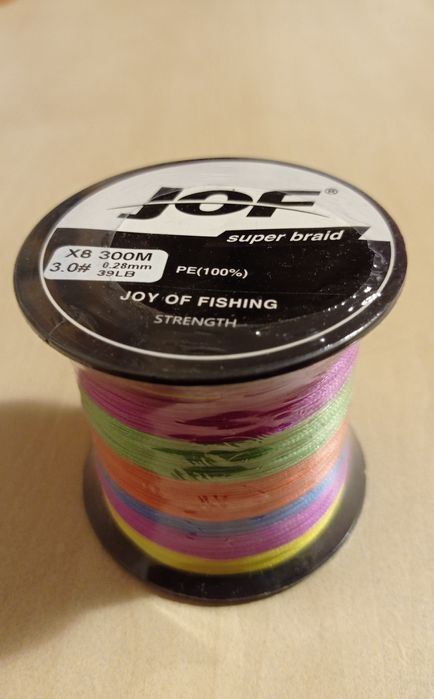 JOF®
super braid
X8 300M
3.0# 0.28mm
39LB
PE(100%)
JOY OF FISHING
STRENGTH